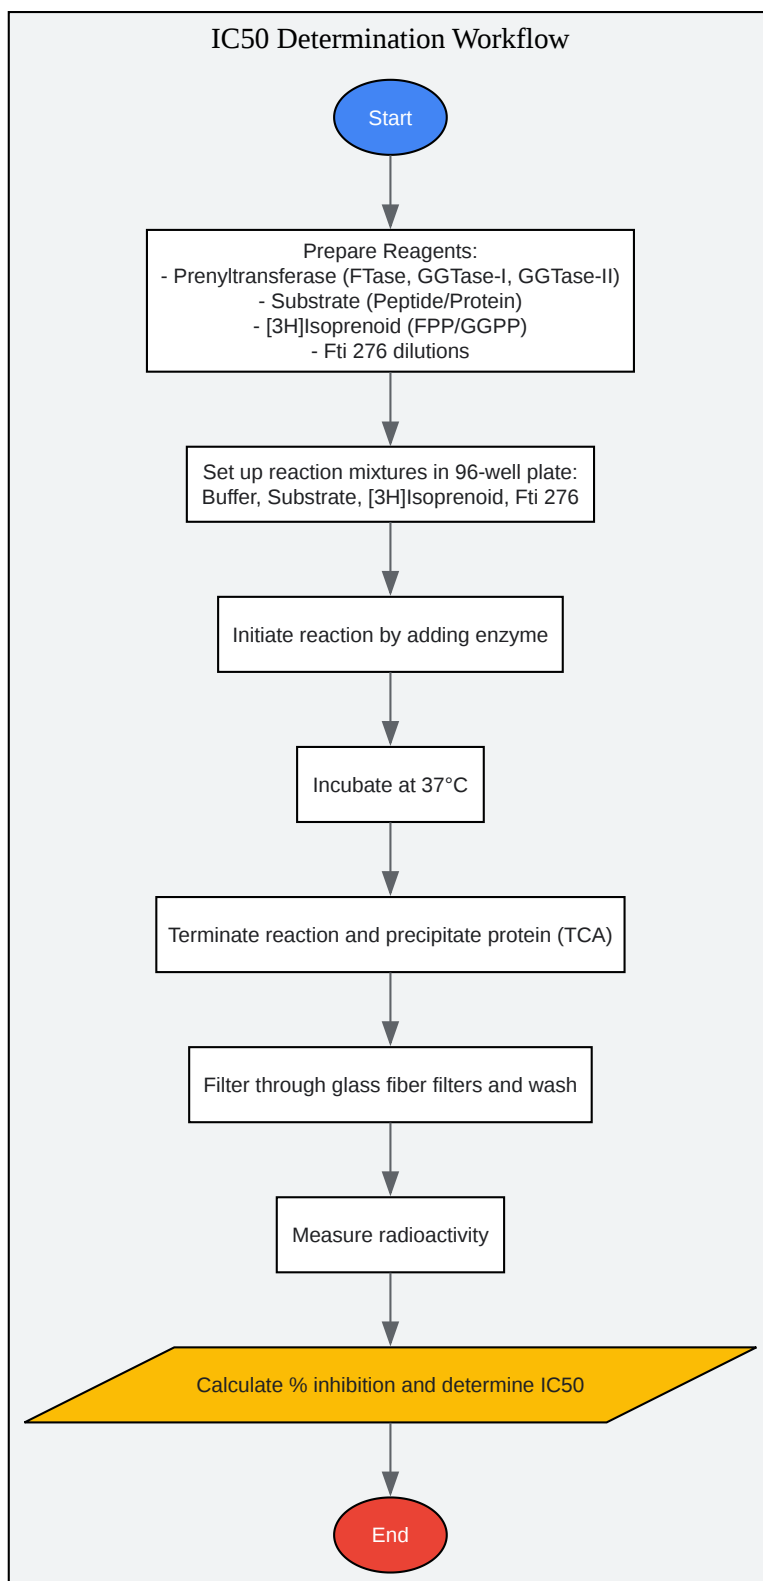 IC50 Determination Workflow
Start
Prepare Reagents:
- Prenyltransferase (FTase, GGTase-I, GGTase-II)
- Substrate (Peptide/Protein)
- [3H]Isoprenoid (FPP/GGPP)
- Fti 276 dilutions
Set up reaction mixtures in 96-well plate:
Buffer, Substrate, [3H]Isoprenoid, Fti 276
Initiate reaction by adding enzyme
Incubate at 37°C
Terminate reaction and precipitate protein (TCA)
Filter through glass fiber filters and wash
Measure radioactivity
Calculate % inhibition and determine IC50
End